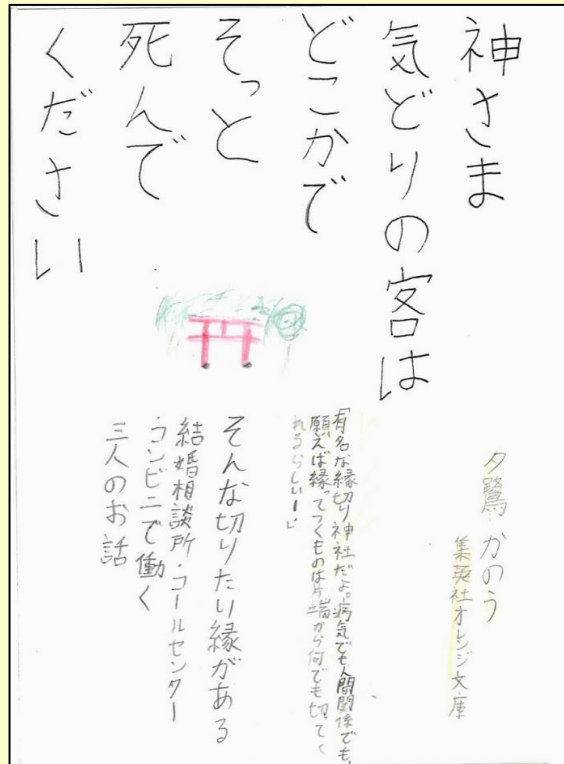 神さま
気どりの客は
どこかで
そっと
死んで
ください
夕鷺かのう
集英社オレンジ文庫
「有名な縁切り神社だよ。病気でも人間関係でも、
願えば縁ってつくものは片端から何でも切ってく
れるらしいー」
そんな切りたい縁がある
結婚相談所・コールセンター
・コンビニで働く
三人のお話